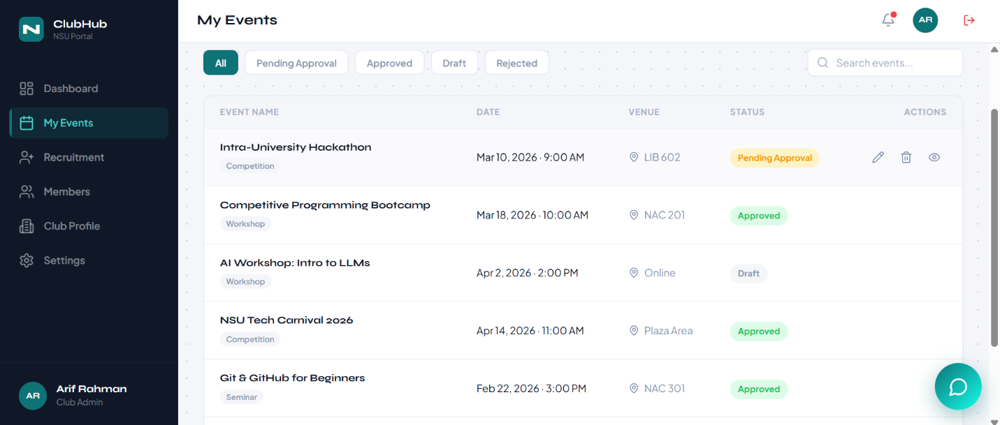 ClubHub
NSU Portal
My Events
AR
Dashboard
My Events
Recruitment
Members
Club Profile
Settings
AR
Arif Rahman
Club Admin
All
Pending Approval
Approved
Draft
Rejected
Search events...
EVENT NAME
DATE
VENUE
STATUS
ACTIONS
Intra-University Hackathon
Competition
Mar 10, 2026 · 9:00 AM
LIB 602
Pending Approval
Competitive Programming Bootcamp
Workshop
Mar 18, 2026 · 10:00 AM
NAC 201
Approved
AI Workshop: Intro to LLMs
Workshop
Apr 2, 2026 · 2:00 PM
Online
Draft
NSU Tech Carnival 2026
Competition
Apr 14, 2026 · 11:00 AM
Plaza Area
Approved
Git & GitHub for Beginners
Seminar
Feb 22, 2026 · 3:00 PM
NAC 301
Approved